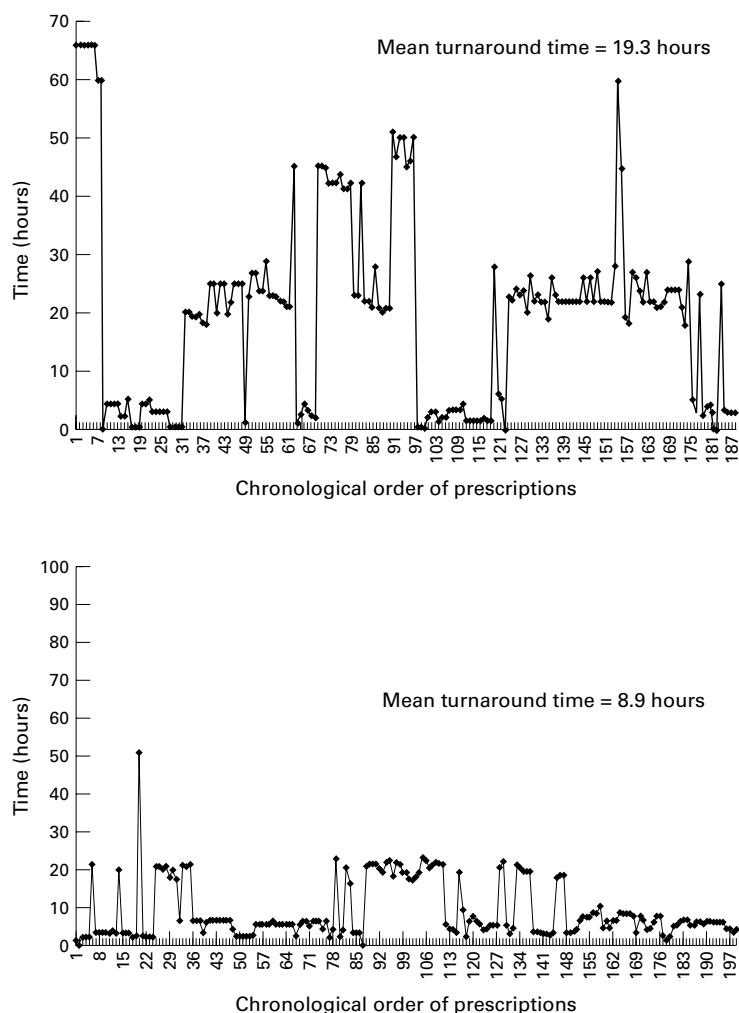 70
Mean turnaround time = 19.3 hours
60
50
40
30
20
10
0
Time (hours)
1 7 13 19 25 31 37 43 49 55 61 67 73 79 85 91 97 103 109 115 121 127 133 139 145 151 157 163 169 175 181 187
Chronological order of prescriptions
100
90
80
70
Mean turnaround time = 8.9 hours
60
50
40
30
20
10
0
Time (hours)
1 8 15 22 29 36 43 50 57 64 71 78 85 92 99 106 113 120 127 134 141 148 155 162 169 176 183 190 197
Chronological order of prescriptions